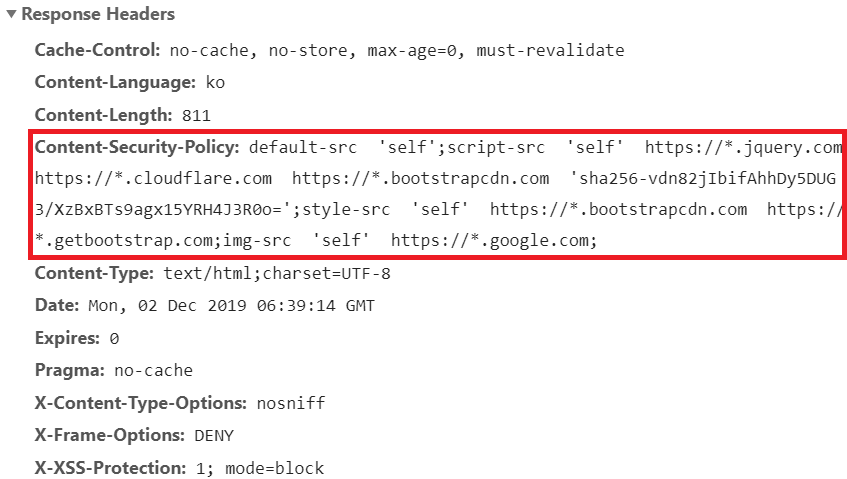 Response Headers
Cache-Control: no-cache, no-store, max-age=0, must-revalidate
Content-Language: ko
Content-Length: 811
Content-Security-Policy: default-src 'self';script-src 'self' https://*.jquery.com
https://*.cloudflare.com https://*.bootstrapcdn.com 'sha256-vdn82jIbifAhhDy5DUG
3/XzBxBTs9agx15YRH4J3R0o=';style-src 'self' https://*.bootstrapcdn.com https://
*.getbootstrap.com;img-src 'self' https://*.google.com;
Content-Type: text/html;charset=UTF-8
Date: Mon, 02 Dec 2019 06:39:14 GMT
Expires: 0
Pragma: no-cache
X-Content-Type-Options: nosniff
X-Frame-Options: DENY
X-XSS-Protection: 1; mode=block